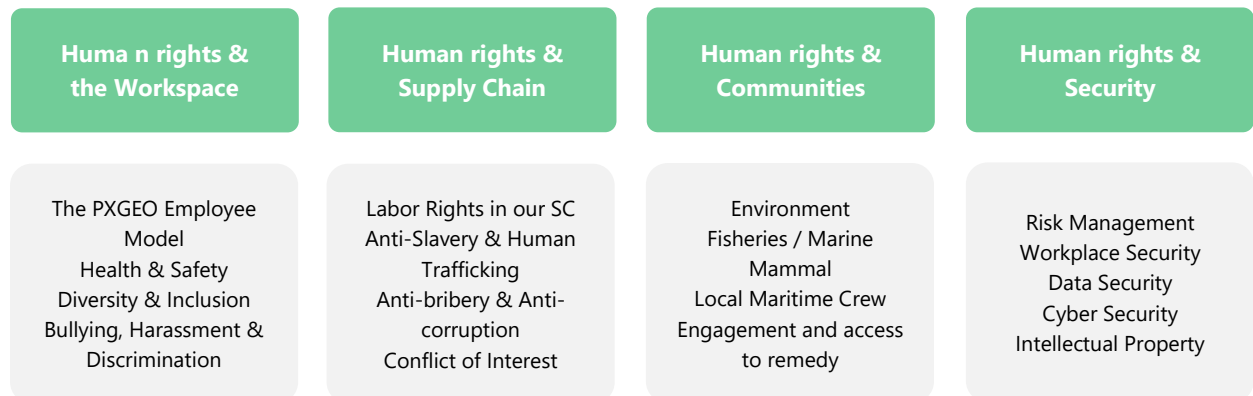 Huma n rights &
the Workspace
Human rights &
Supply Chain
Human rights &
Communities
Human rights &
Security
The PXGEO Employee
Model
Health & Safety
Diversity & Inclusion
Bullying, Harassment &
Discrimination
Labor Rights in our SC
Anti-Slavery & Human
Trafficking
Anti-bribery & Anti-
corruption
Conflict of Interest
Environment
Fisheries / Marine
Mammal
Local Maritime Crew
Engagement and access
to remedy
Risk Management
Workplace Security
Data Security
Cyber Security
Intellectual Property